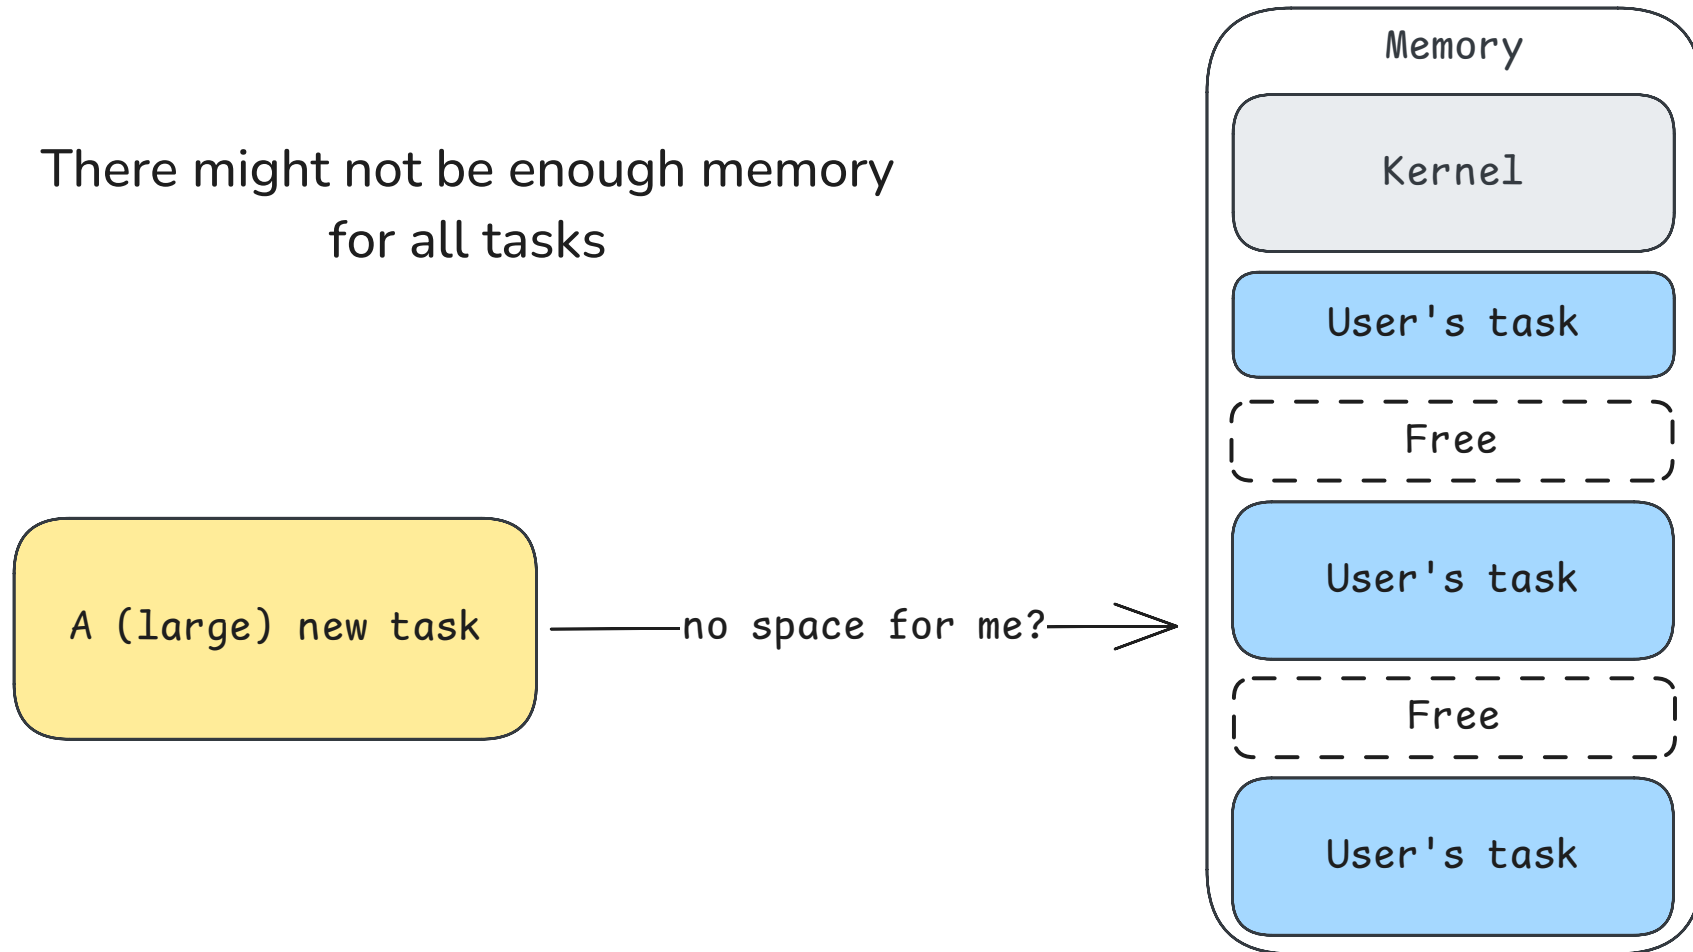 There might not be enough memory
for all tasks
A (large) new task
no space for me?
Memory
Kernel
User's task
Free
User's task
Free
User's task